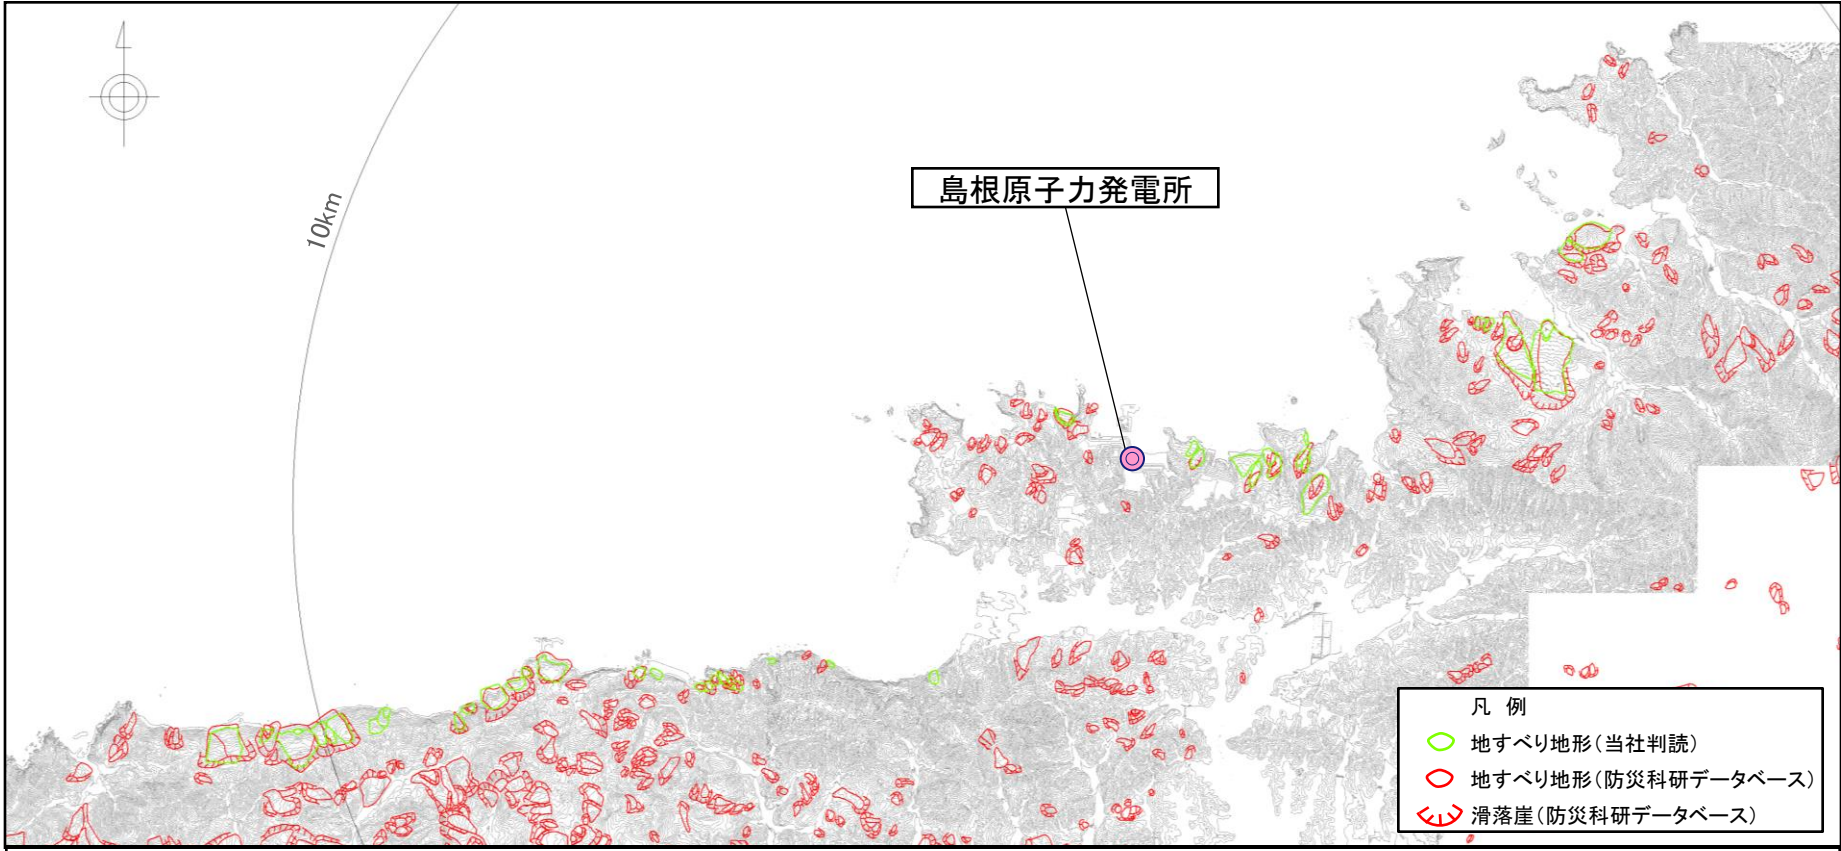 島根原子力発電所
10km
凡 例
地すべり地形(当社判読)
地すべり地形(防災科研データベース)
滑落崖(防災科研データベース)